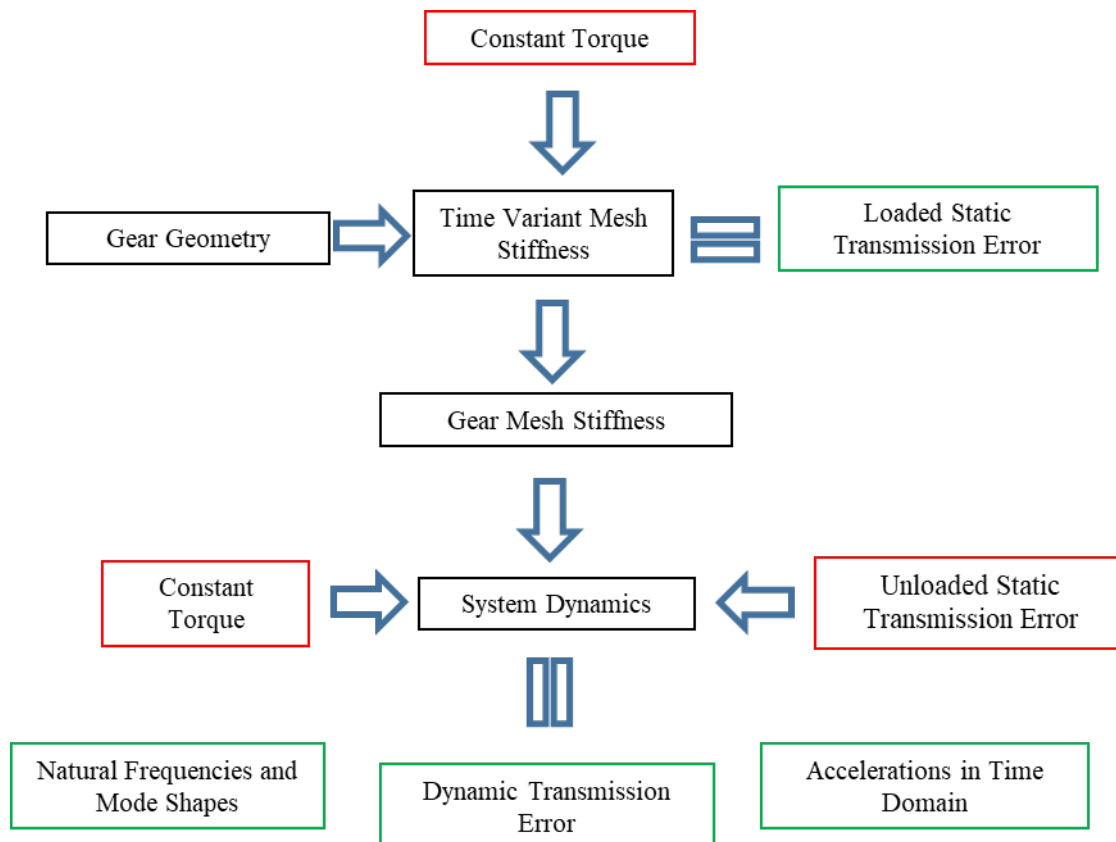 Constant Torque
Gear Geometry
Time Variant Mesh
Stiffness
Loaded Static
Transmission Error
Gear Mesh Stiffness
Constant
Torque
System Dynamics
Unloaded Static
Transmission Error
Natural Frequencies and
Mode Shapes
Dynamic Transmission
Error
Accelerations in Time
Domain